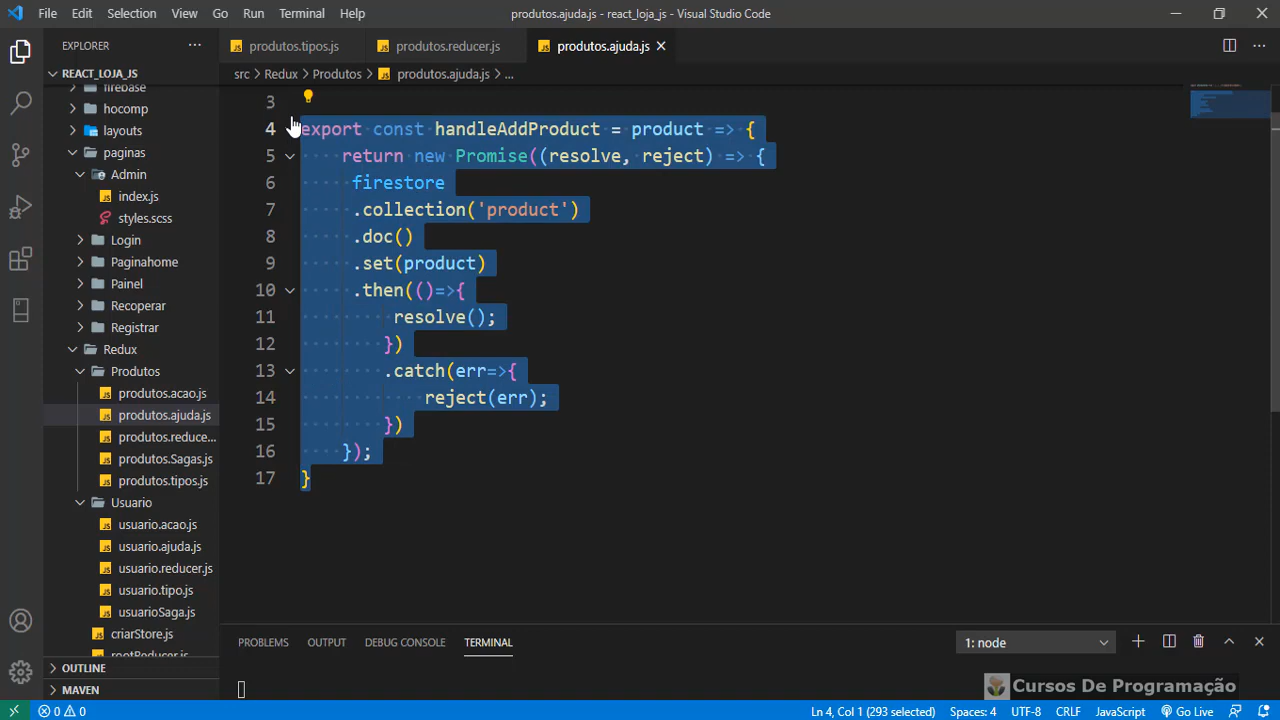 File Edit Selection View Go Run Terminal Help produtos.ajuda.js - react_loja_js - Visual Studio Code
EXPLORER ...
REACT_LOJA_JS
firebase
hocomp
layouts
paginas
Admin
index.js
styles.scss
Login
Paginahome
Painel
Recoperar
Registrar
Redux
Produtos
produtos.acao.js
produtos.ajuda.js
produtos.reduce...
produtos.Sagas.js
produtos.tipos.js
Usuario
usuario.acao.js
usuario.ajuda.js
usuario.reducer.js
usuario.tipo.js
usuarioSaga.js
criarStore.js
rootReducer.js
OUTLINE
MAVEN
JS produtos.tipos.js JS produtos.reducer.js JS produtos.ajuda.js
src > Redux > Produtos > JS produtos.ajuda.js > ...
3
4 export const handleAddProduct = product => {
5 return new Promise((resolve, reject) => {
6 firestore
7 .collection('product')
8 .doc()
9 .set(product)
10 .then(()=>{
11 resolve();
12 })
13 .catch(err=>{
14 reject(err);
15 })
16 });
17 }
PROBLEMS OUTPUT DEBUG CONSOLE TERMINAL 1: node
Cursos De Programação
0 0 Ln 4, Col 1 (293 selected) Spaces: 4 UTF-8 CRLF JavaScript Go Live